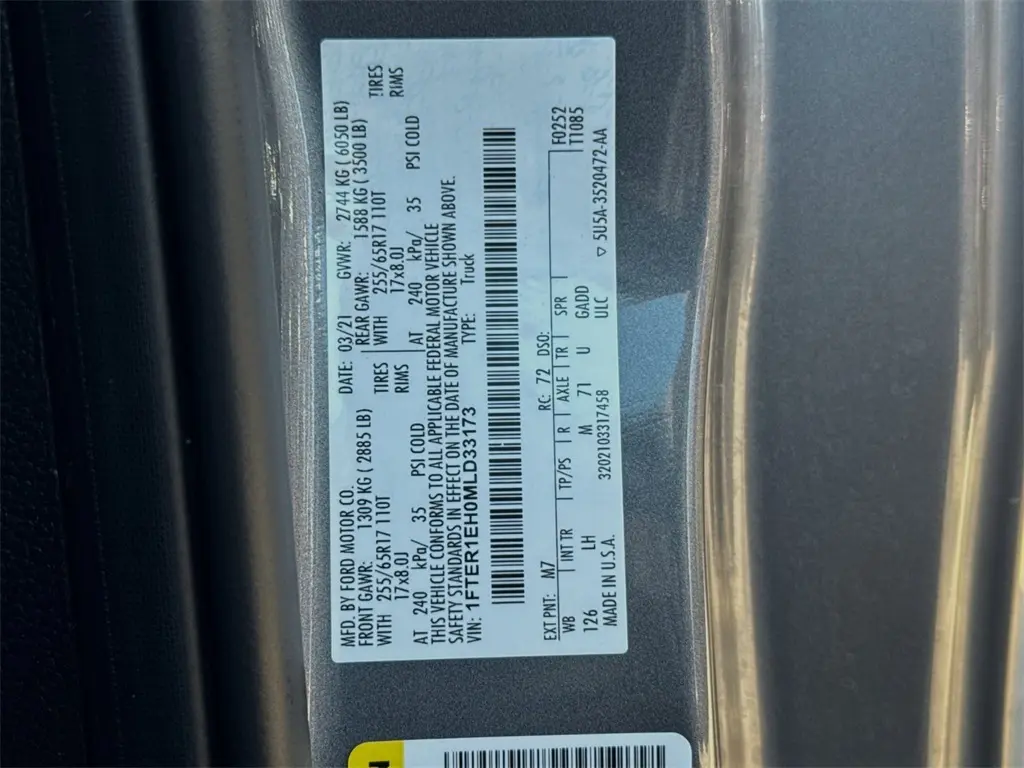 MFD. BY FORD MOTOR CO. DATE: 03/21 GVWR: 2744 KG ( 6050 LB)
FRONT GAWR: 1309 KG ( 2885 LB) REAR GAWR: 1588 KG ( 3500 LB)
WITH 255/65R17 110T TIRES WITH 255/65R17 110T TIRES
17x8.0J RIMS 17x8.0J RIMS
AT 240 kPa/ 35 PSI COLD AT 240 kPa/ 35 PSI COLD
THIS VEHICLE CONFORMS TO ALL APPLICABLE FEDERAL MOTOR VEHICLE
SAFETY STANDARDS IN EFFECT ON THE DATE OF MANUFACTURE SHOWN ABOVE.
VIN: 1FTER1EH0MLD33173 TYPE: Truck
EXT PNT: M7 RC: 72 DSO: F0252
WB INT TR TP/PS R AXLE TR SPR T1085
126 LH M 71 U GADD
MADE IN U.S.A. 3202103317458 ULC ▽ 5U5A-3520472-AA